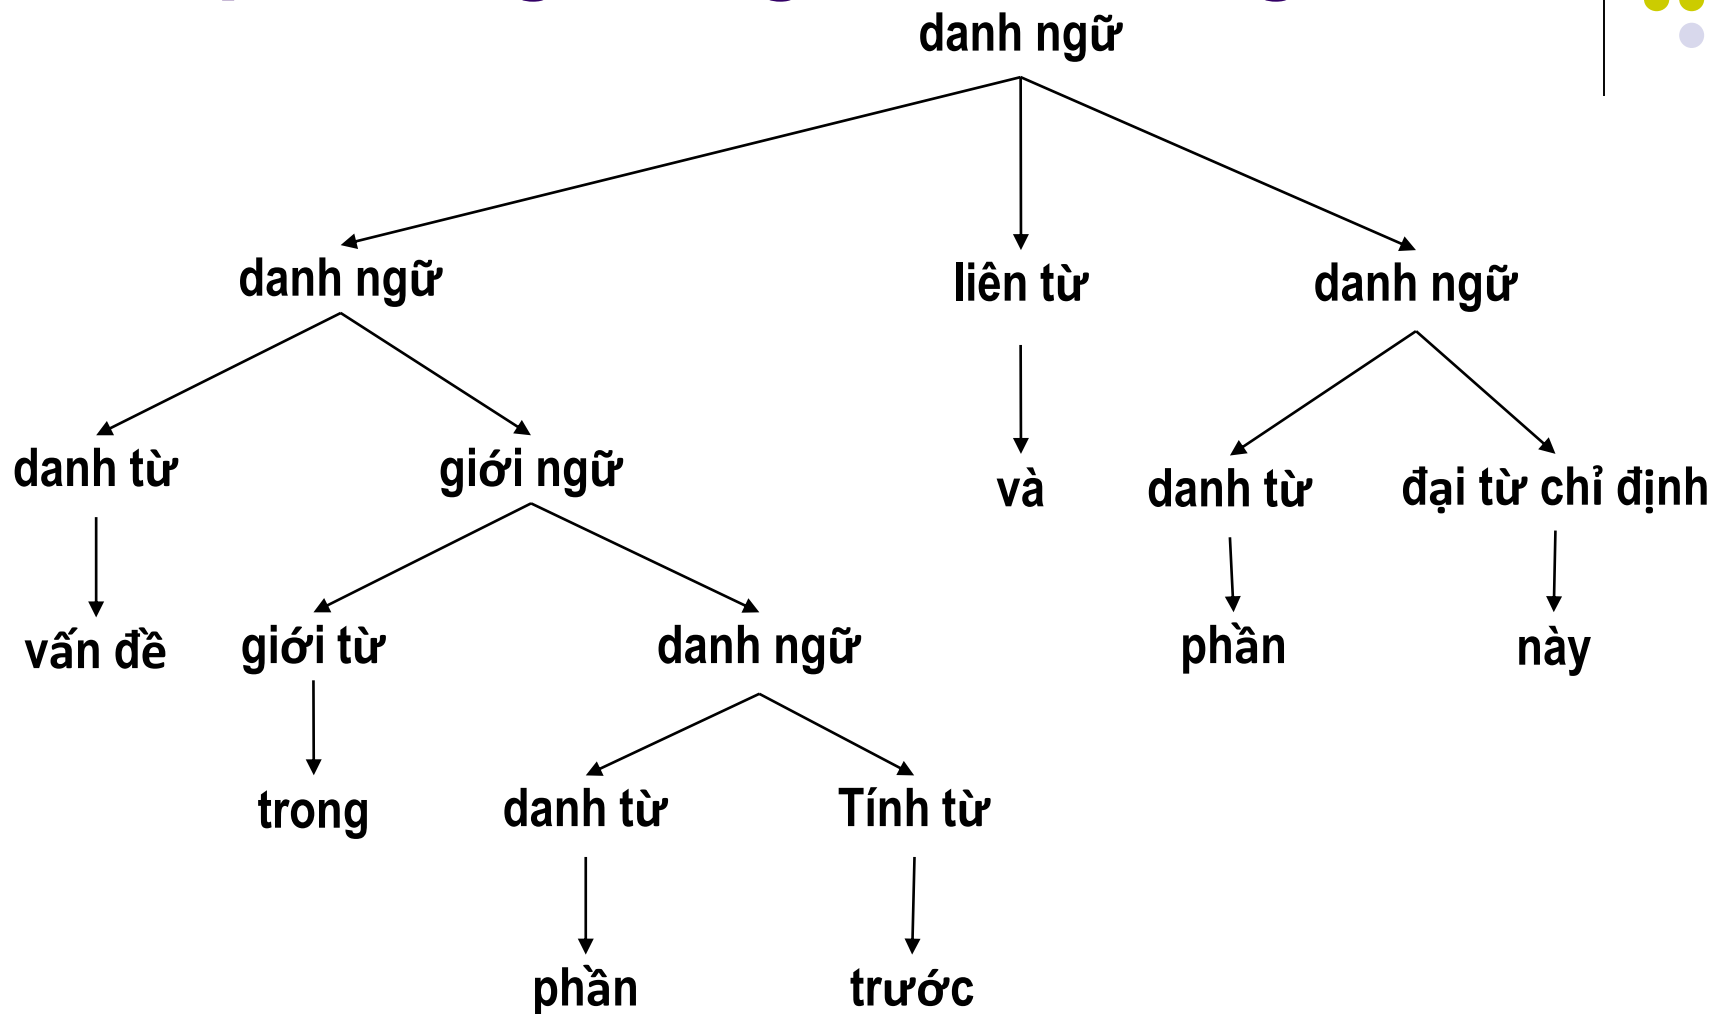 danh ngữ
danh ngữ liên từ danh ngữ
danh từ giới ngữ và danh từ đại từ chỉ định
vấn đề giới từ danh ngữ phần này
trong danh từ Tính từ
phần trước